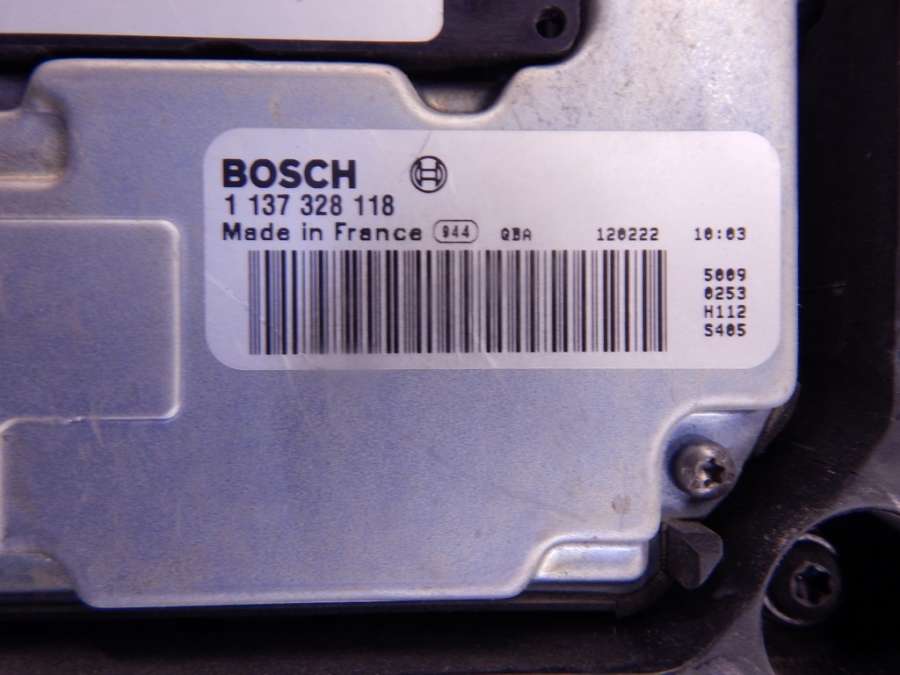 BOSCH
1 137 328 118
Made in France 944 QBA 120222 10:03
5009
0253
H112
S405